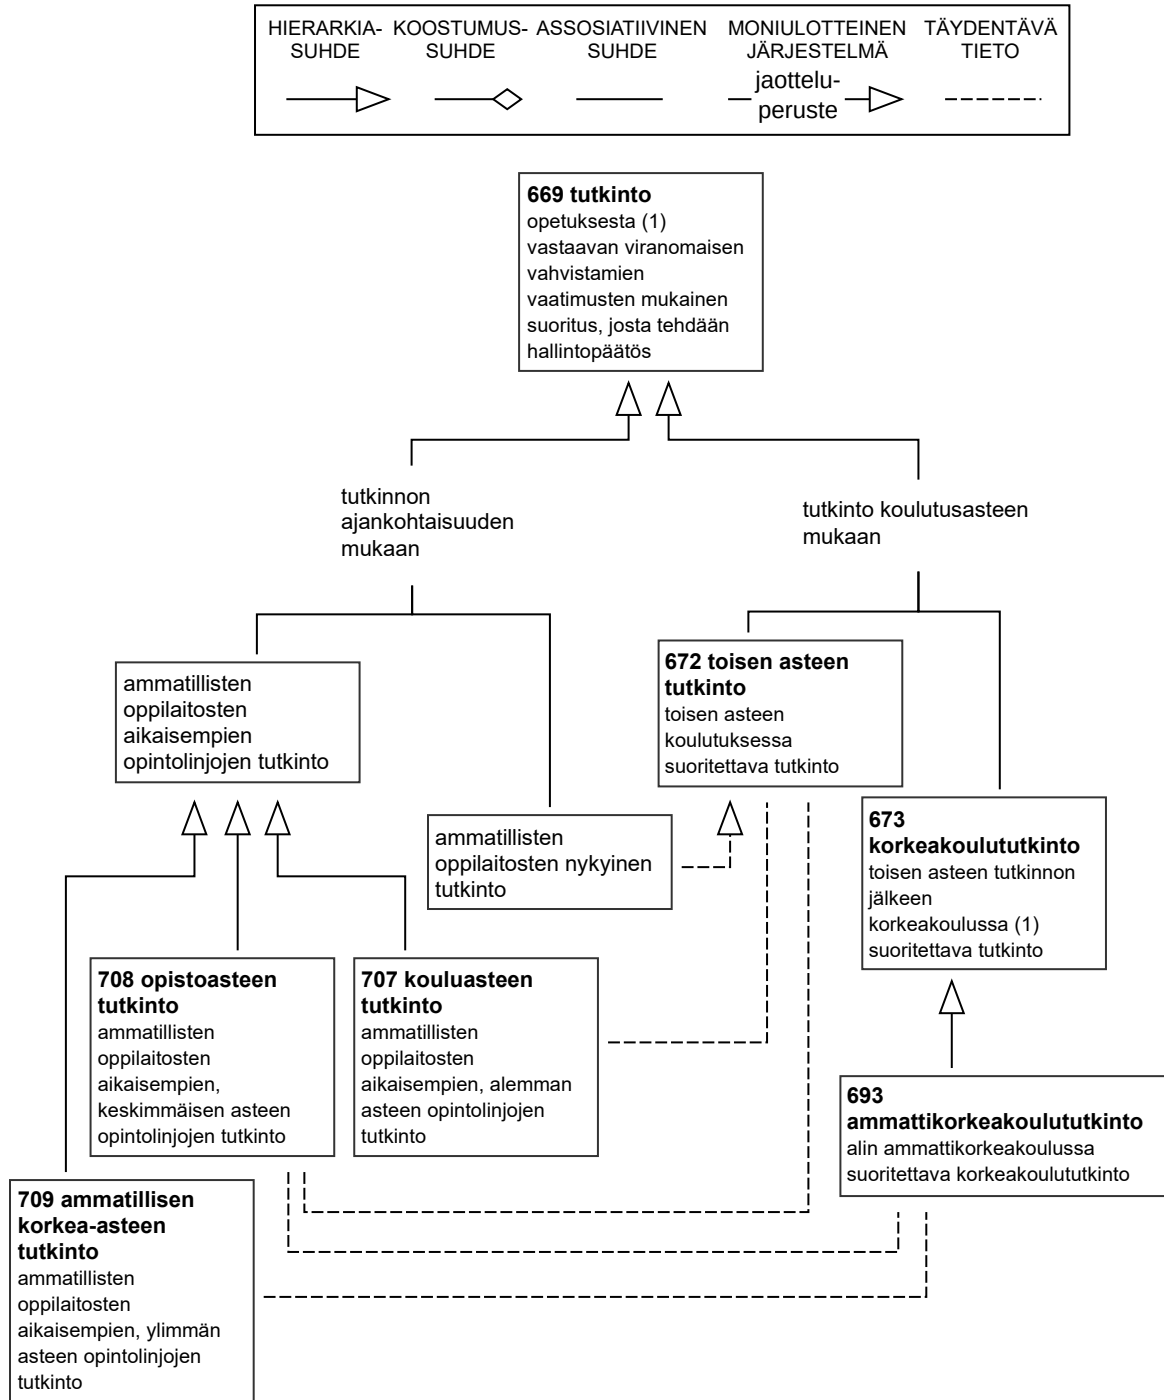 HIERARKIA-
SUHDE
KOOSTUMUS-
SUHDE
ASSOSIATIIVINEN
SUHDE
MONIULOTTEINEN
JÄRJESTELMÄ
jaottelu-
peruste
TÄYDENTÄVÄ
TIETO
669 tutkinto
opetuksesta (1)
vastaavan viranomaisen
vahvistamien
vaatimusten mukainen
suoritus, josta tehdään
hallintopäätös
tutkinnon
ajankohtaisuuden
mukaan
tutkinto koulutusasteen
mukaan
ammatillisten
oppilaitosten
aikaisempien
opintolinjojen tutkinto
672 toisen asteen
tutkinto
toisen asteen
koulutuksessa
suoritettava tutkinto
ammatillisten
oppilaitosten nykyinen
tutkinto
673
korkeakoulututkinto
toisen asteen tutkinnon
jälkeen
korkeakoulussa (1)
suoritettava tutkinto
708 opistoasteen
tutkinto
ammatillisten
oppilaitosten
aikaisempien,
keskimmäisen asteen
opintolinjojen tutkinto
707 kouluasteen
tutkinto
ammatillisten
oppilaitosten
aikaisempien, alemman
asteen opintolinjojen
tutkinto
693
ammattikorkeakoulututkinto
alin ammattikorkeakoulussa
suoritettava korkeakoulututkinto
709 ammatillisen
korkea-asteen
tutkinto
ammatillisten
oppilaitosten
aikaisempien, ylimmän
asteen opintolinjojen
tutkinto